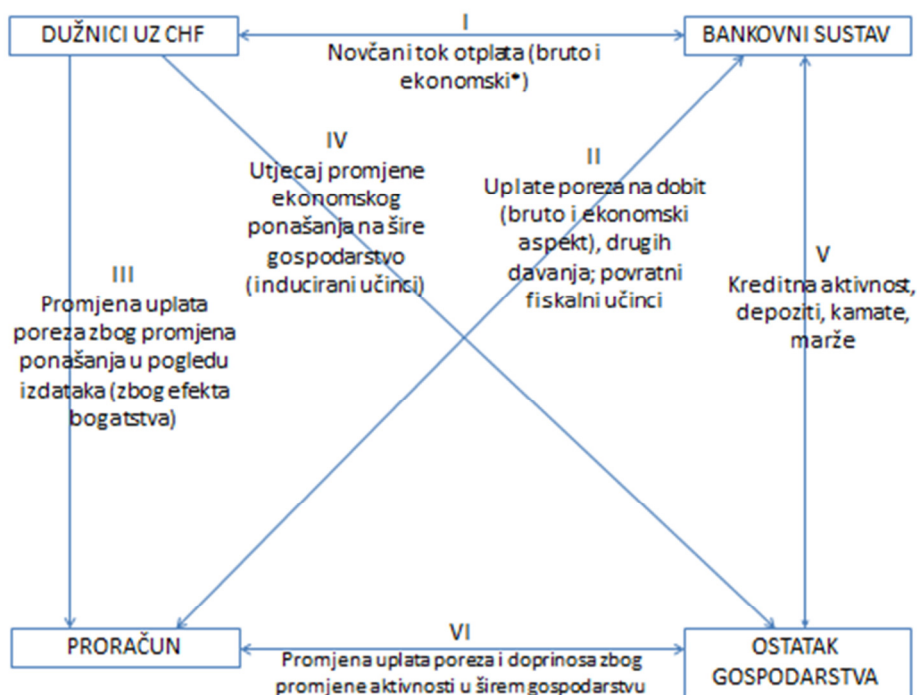 DUŽNICI UZ CHF
I
Novčani tok otplata (bruto i
ekonomski*)
BANKOVNI SUSTAV
IV
Utjecaj promjene
ekonomskog
ponašanja na šire
gospodarstvo
(inducirani učinci)
II
Uplate poreza na dobit
(bruto i ekonomski
aspekt), drugih
davanja; povratni
fiskalni učinci
III
Promjena uplata
poreza zbog promjena
ponašanja u pogledu
izdataka (zbog efekta
bogatstva)
V
Kreditna aktivnost,
depoziti, kamate,
marže
PRORAČUN
VI
Promjena uplata poreza i doprinosa zbog
promjene aktivnosti u širem gospodarstvu
OSTATAK
GOSPODARSTVA